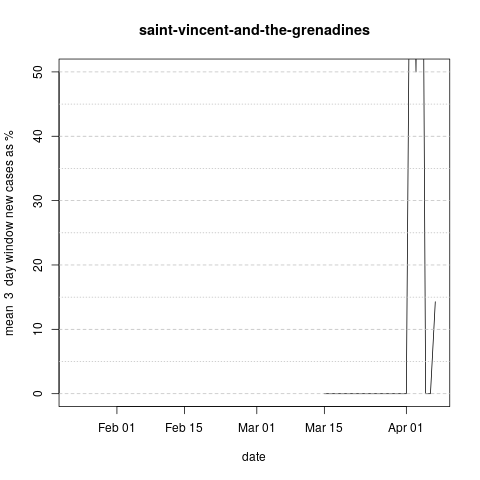 saint-vincent-and-the-grenadines
50
40
30
20
10
0
mean  3  day window new cases as %
Feb 01
Feb 15
Mar 01
Mar 15
Apr 01
date